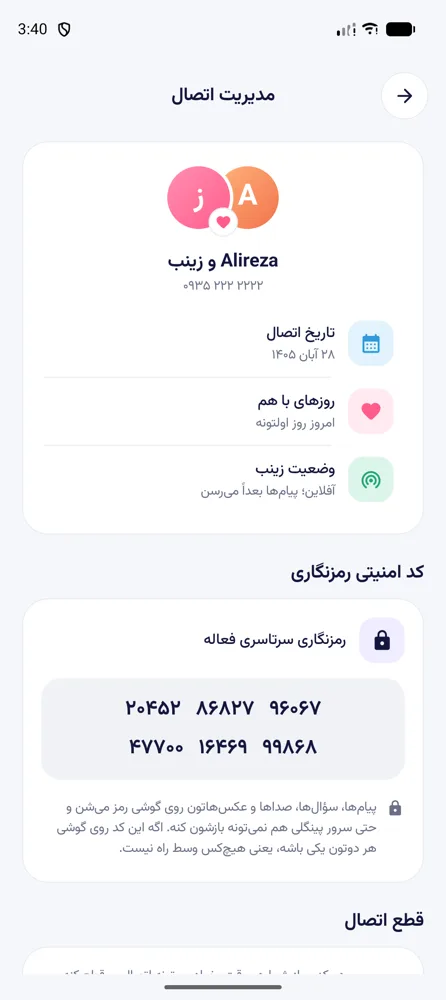 3:40
مدیریت اتصال
ز A
Alireza و زینب
۰۹۳۵ ۲۲۲ ۲۲۲۲
تاریخ اتصال
۲۸ آبان ۱۴۰۵
روزهای با هم
امروز روز اولتونه
وضعیت زینب
آفلاین؛ پیام‌ها بعداً می‌رسن
کد امنیتی رمزنگاری
رمزنگاری سرتاسری فعاله
۲۰۴۵۲ ۸۶۸۲۷ ۹۶۰۶۷
۴۷۷۰۰ ۱۶۴۶۹ ۹۹۸۶۸
پیام‌ها، سؤال‌ها، صداها و عکس‌هاتون روی گوشی رمز می‌شن و
حتی سرور پینگلی هم نمی‌تونه بازشون کنه. اگه این کد روی گوشی
هر دوتون یکی باشه، یعنی هیچ‌کس وسط راه نیست.
قطع اتصال